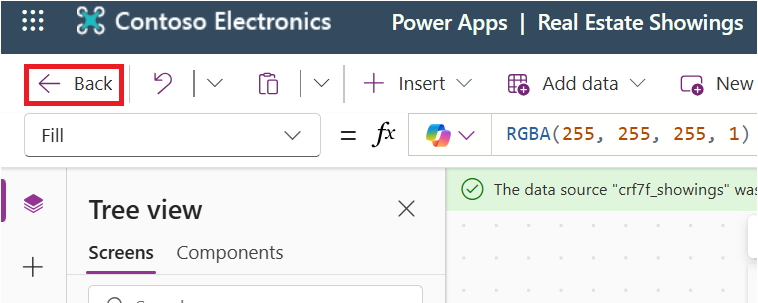 Contoso Electronics Power Apps | Real Estate Showings
Back Insert Add data New
Fill = fx RGBA(255, 255, 255, 1)
The data source "crf7f_showings" was
Tree view
Screens Components